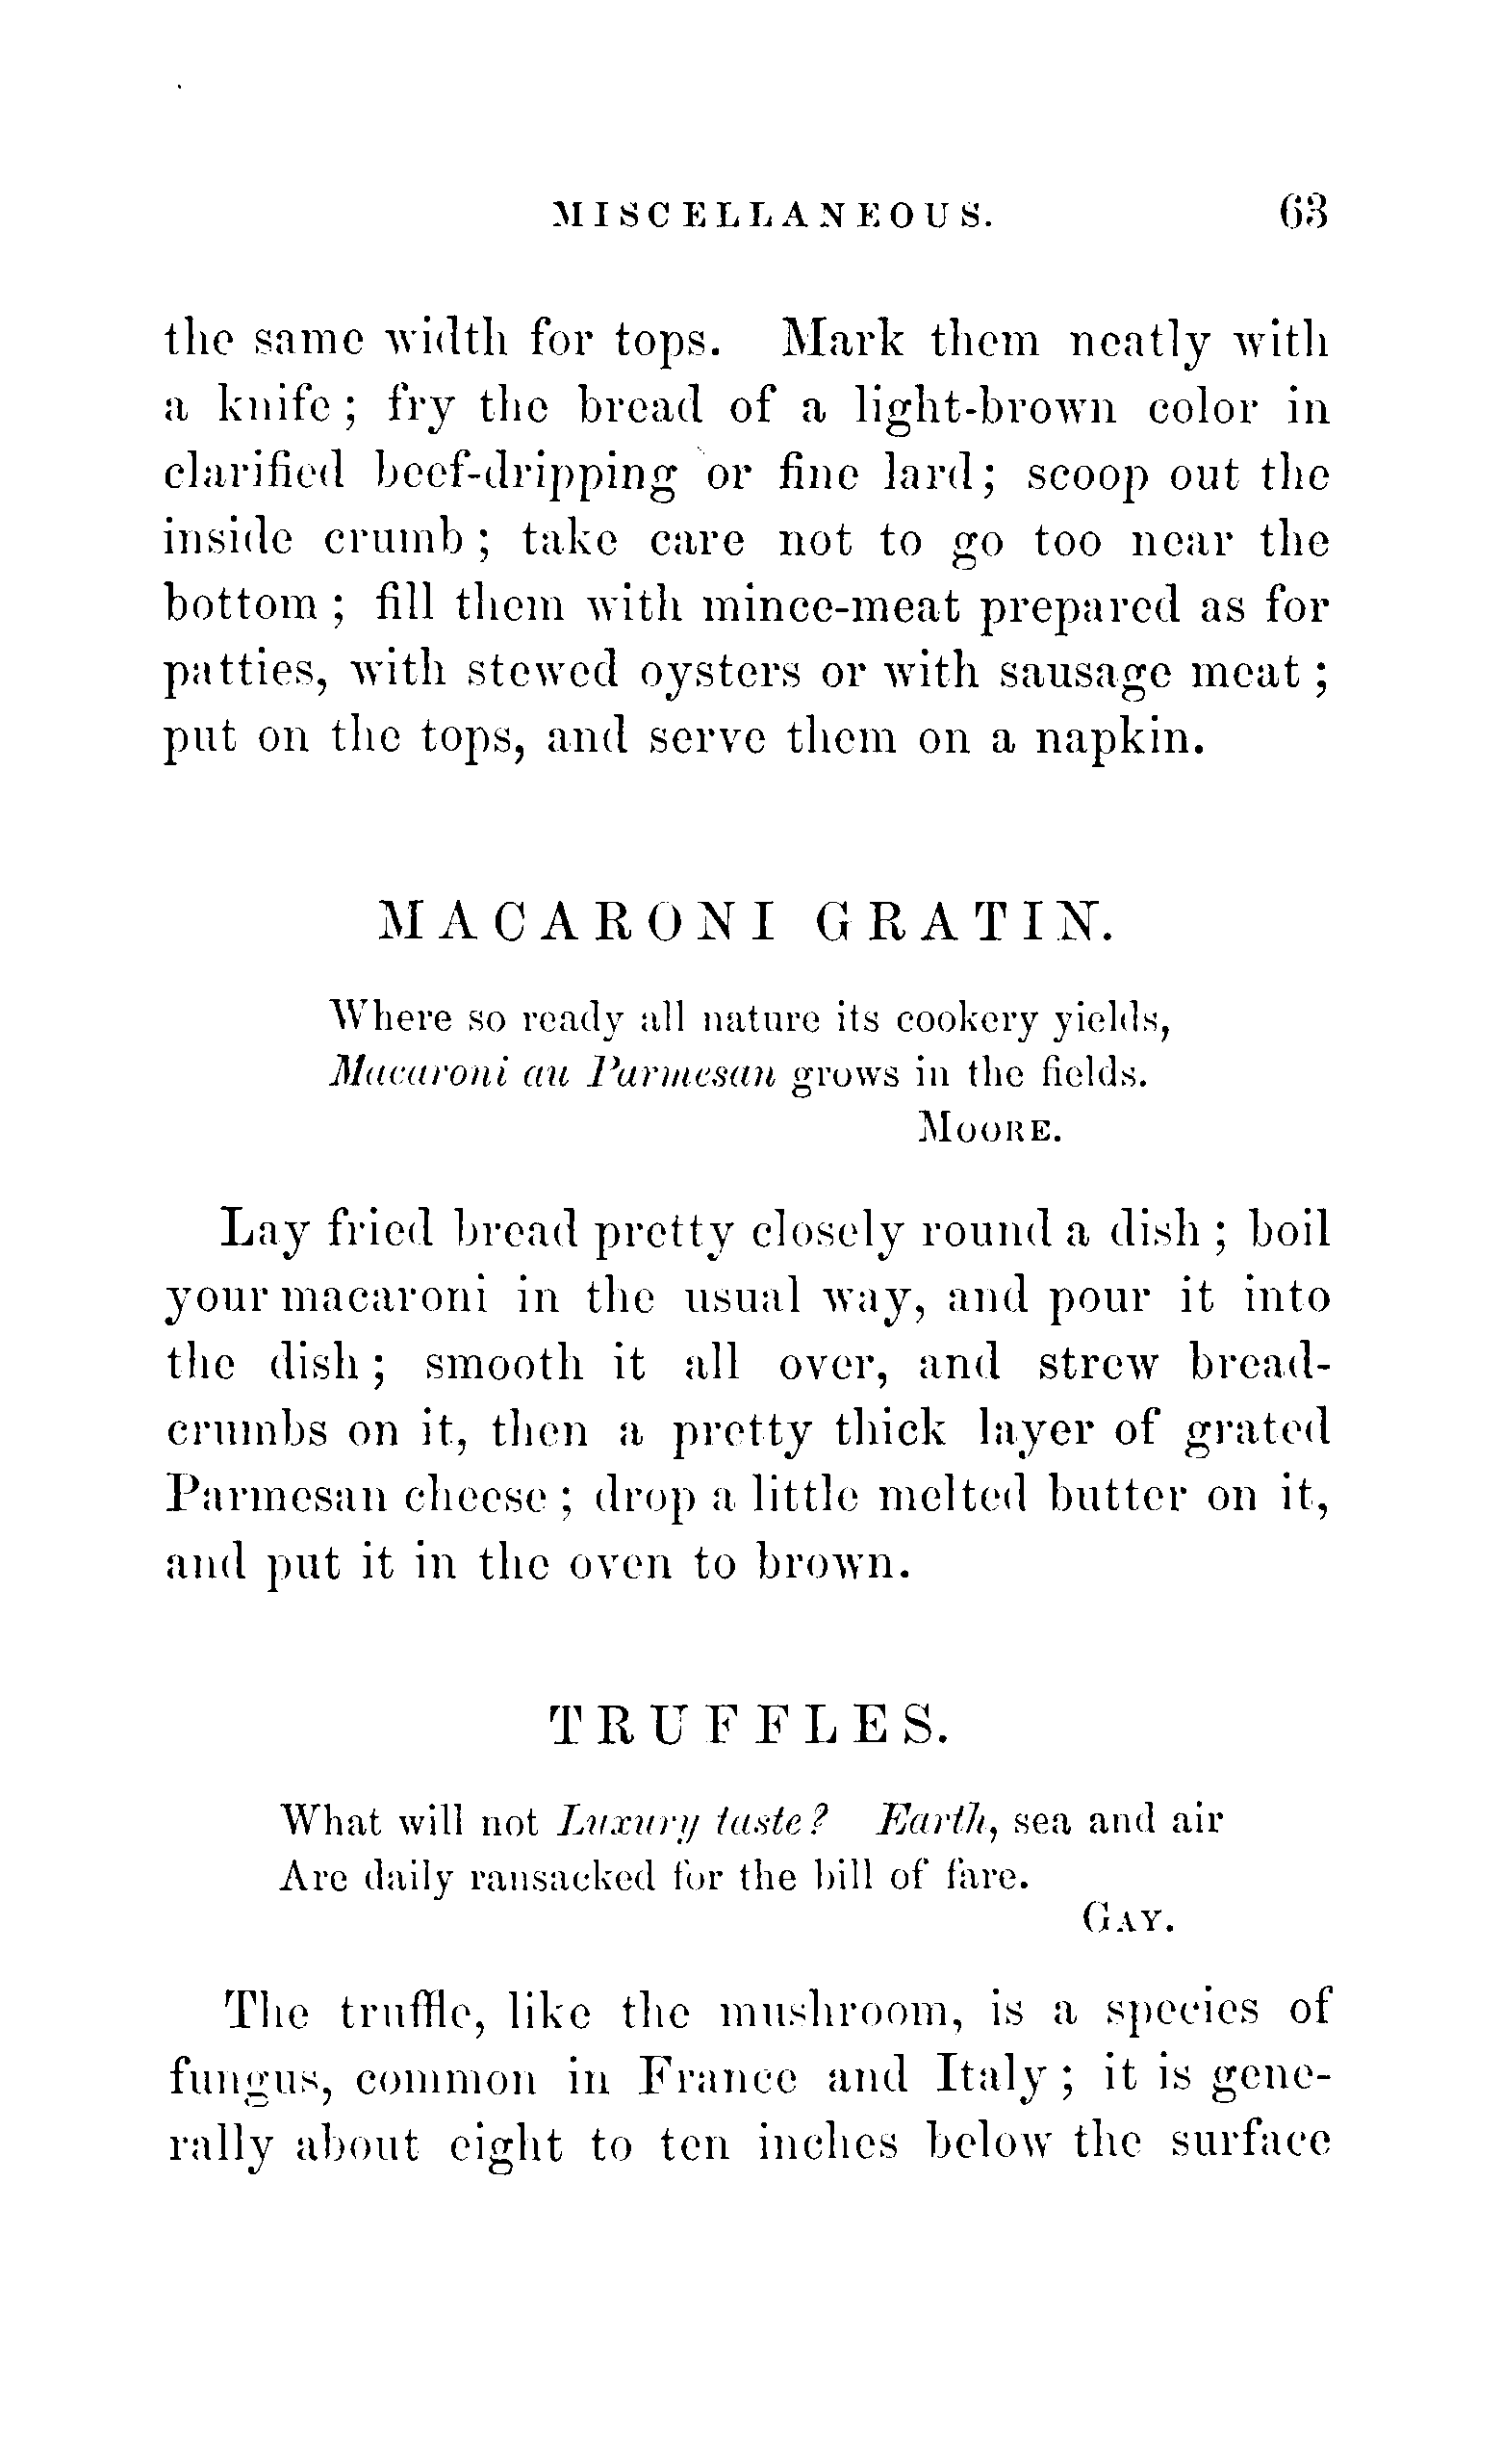 MISCELLANEOUS. 63
the same width for tops. Mark them neatly with
a knife; fry the bread of a light-brown color in
clarified beef-dripping or fine lard; scoop out the
inside crumb; take care not to go too near the
bottom; fill them with mince-meat prepared as for
patties, with stewed oysters or with sausage meat;
put on the tops, and serve them on a napkin.
MACARONI GRATIN.
Where so ready all nature its cookery yields,
Macaroni au Parmesan grows in the fields.
MOORE.
Lay fried bread pretty closely round a dish; boil
your macaroni in the usual way, and pour it into
the dish; smooth it all over, and strew bread-
crumbs on it, then a pretty thick layer of grated
Parmesan cheese; drop a little melted butter on it,
and put it in the oven to brown.
TRUFFLES.
What will not Luxury taste? Earth, sea and air
Are daily ransacked for the bill of fare.
GAY.
The truffle, like the mushroom, is a species of
fungus, common in France and Italy; it is gene-
rally about eight to ten inches below the surface